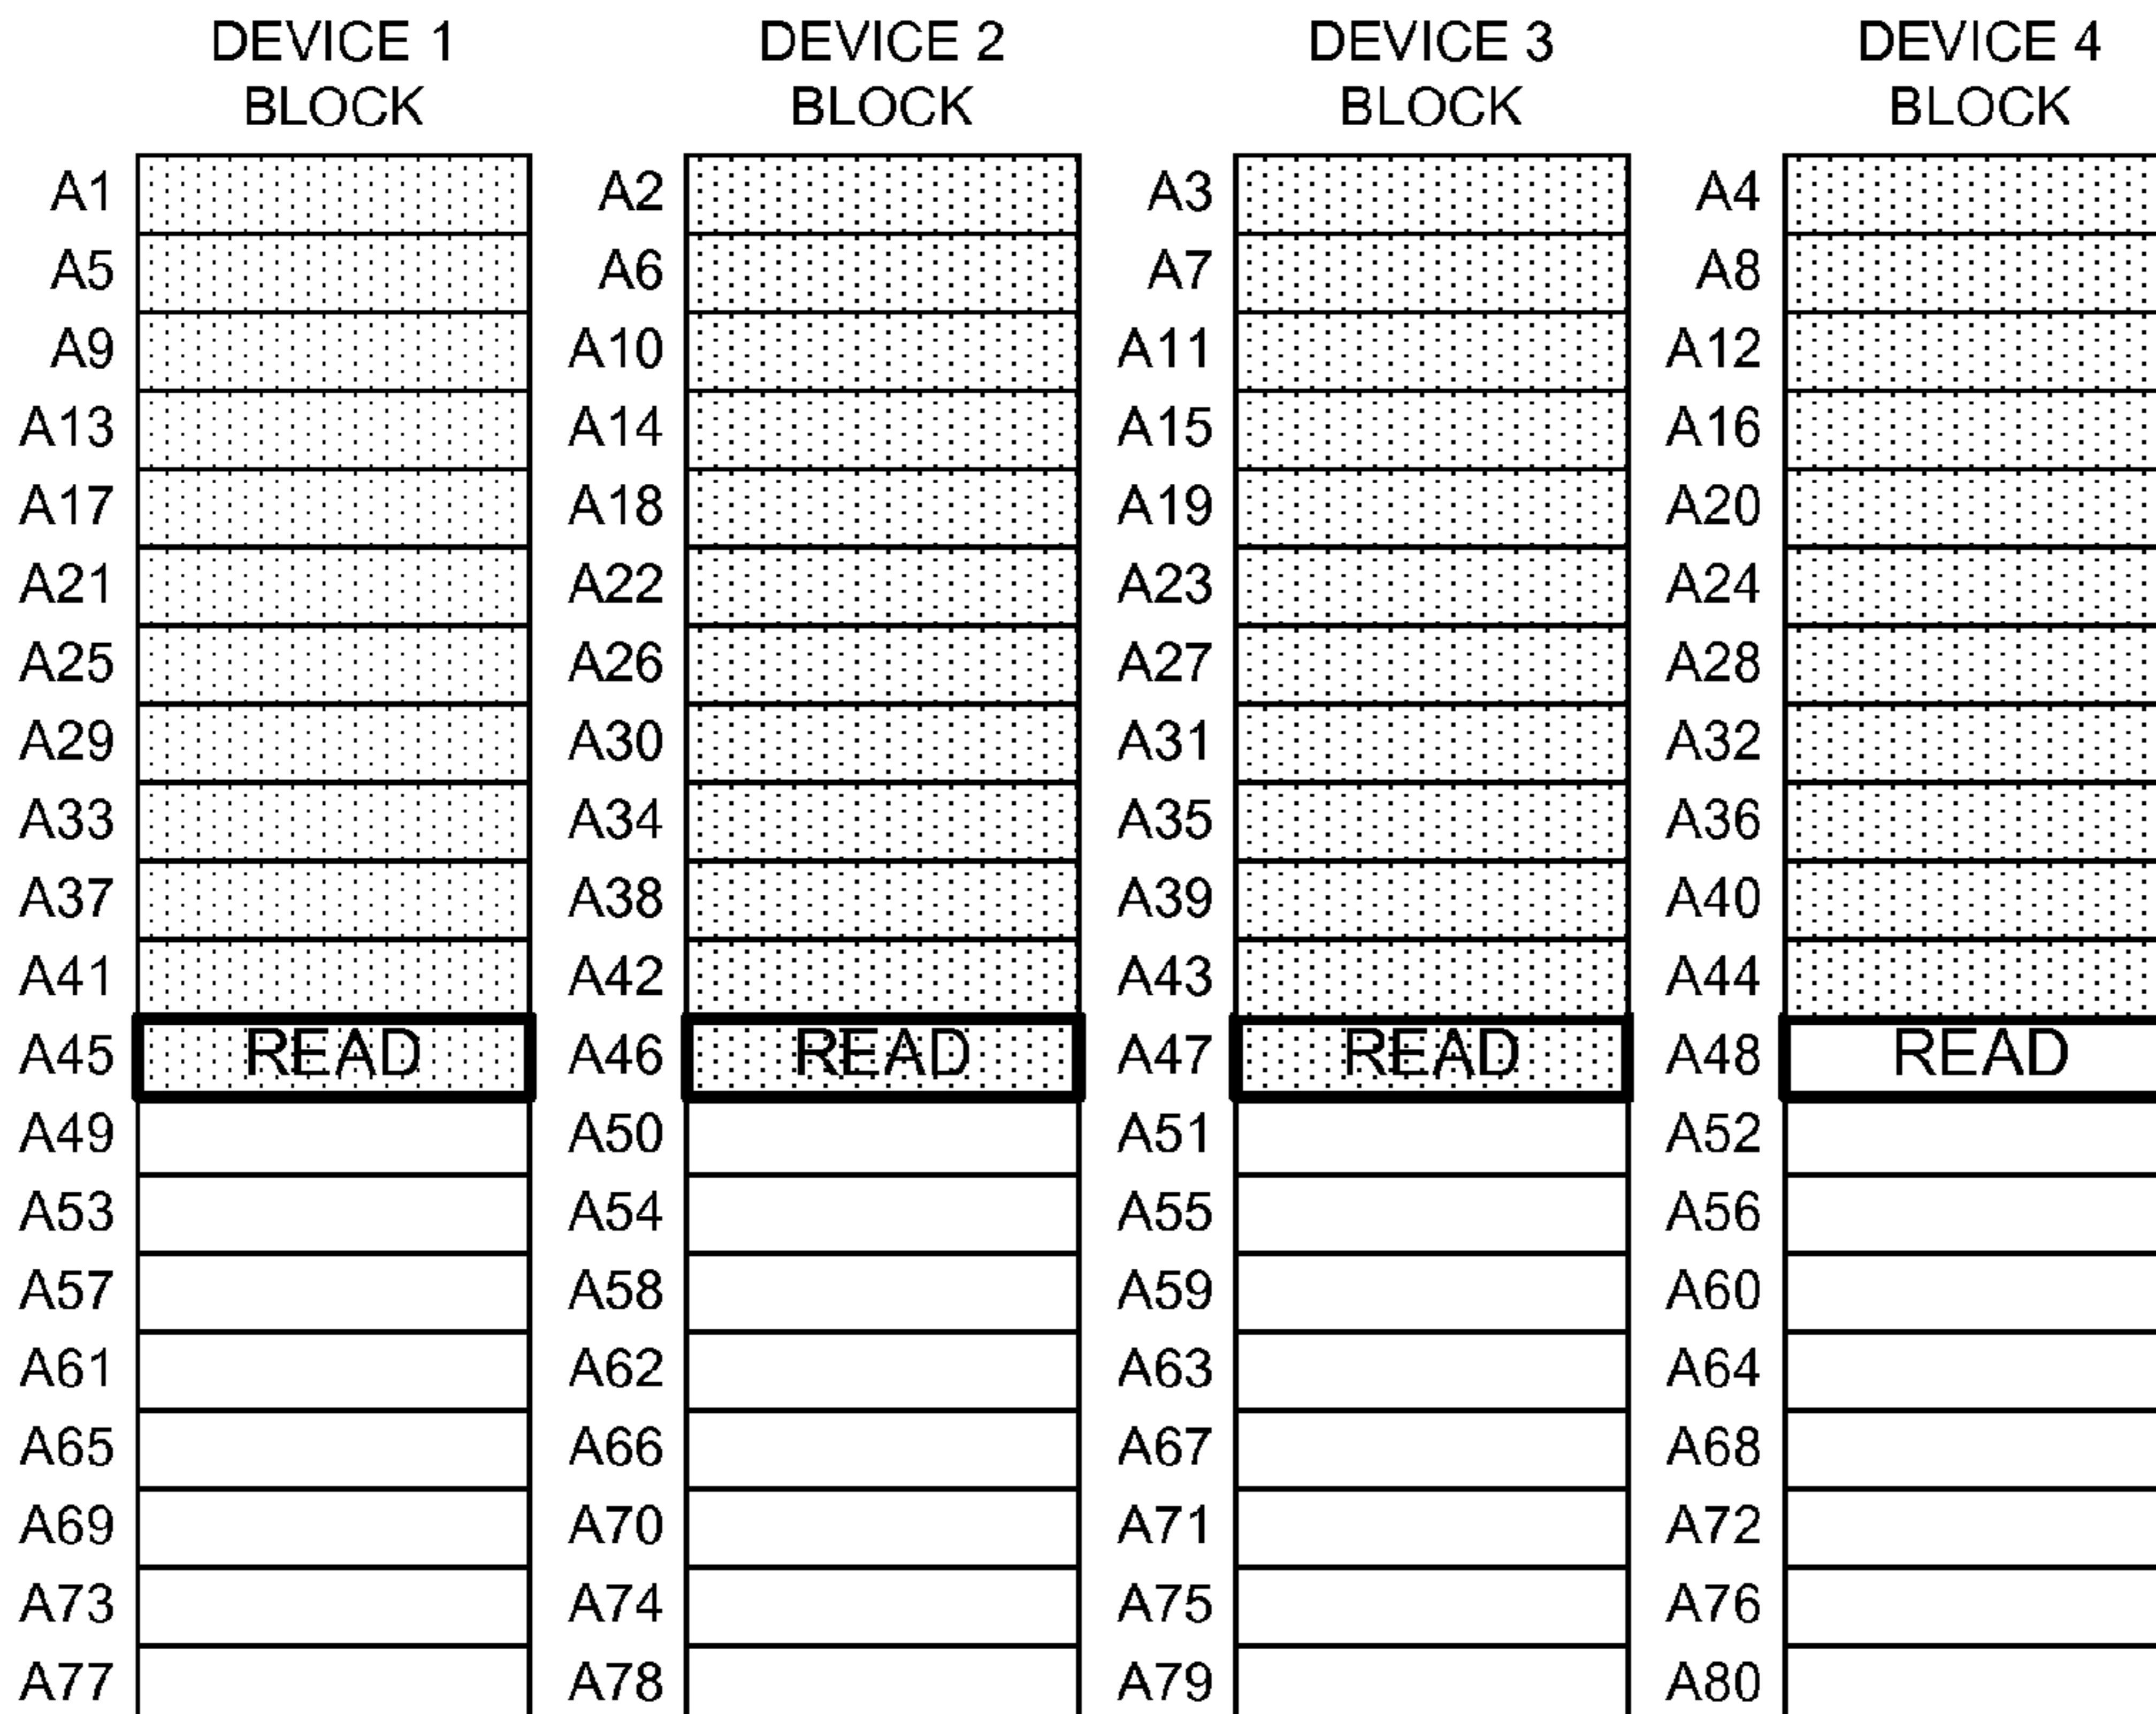 DEVICE 1 DEVICE 2 DEVICE 3 DEVICE 4
BLOCK BLOCK BLOCK BLOCK
A1 A2 A3 A4
A5 A6 A7 A8
A9 A10 A11 A12
A13 A14 A15 A16
A17 A18 A19 A20
A21 A22 A23 A24
A25 A26 A27 A28
A29 A30 A31 A32
A33 A34 A35 A36
A37 A38 A39 A40
A41 A42 A43 A44
A45 READ A46 READ A47 READ A48 READ
A49 A50 A51 A52
A53 A54 A55 A56
A57 A58 A59 A60
A61 A62 A63 A64
A65 A66 A67 A68
A69 A70 A71 A72
A73 A74 A75 A76
A77 A78 A79 A80